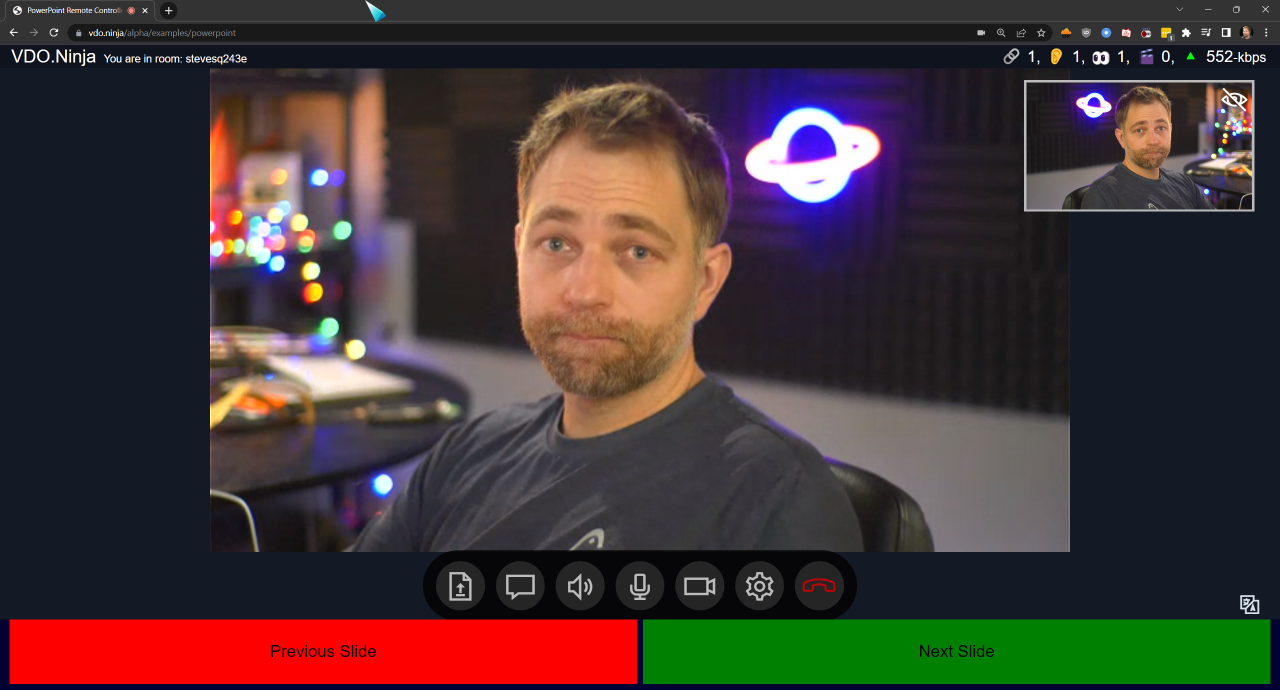 PowerPoint Remote Control
vdo.ninja/alpha/examples/powerpoint
VDO.Ninja You are in room: stevesq243e
1, 1, 1, 0, 552-kbps
Previous Slide
Next Slide